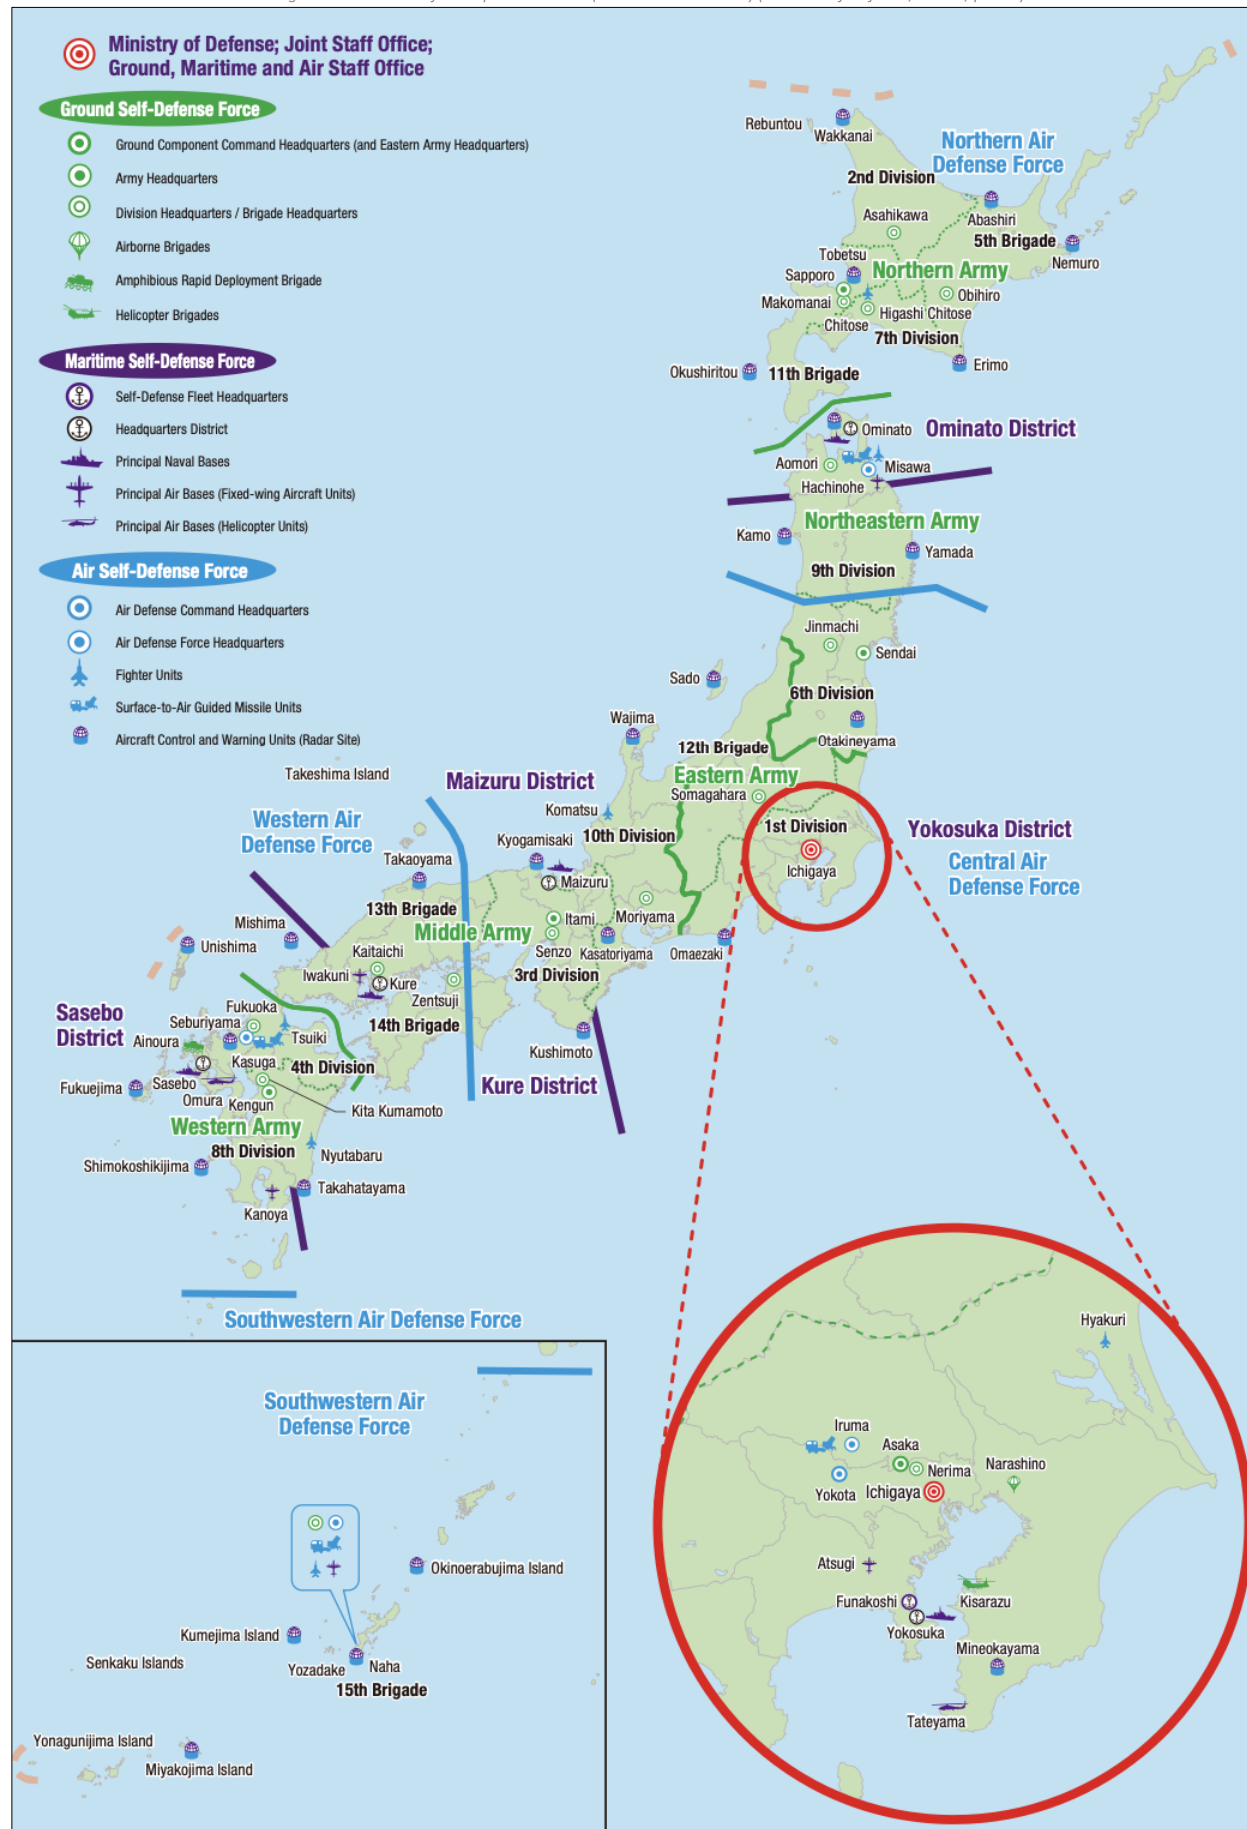 Ministry of Defense; Joint Staff Office;
Ground, Maritime and Air Staff Office
Ground Self-Defense Force
Ground Component Command Headquarters (and Eastern Army Headquarters)
Army Headquarters
Division Headquarters / Brigade Headquarters
Airborne Brigades
Amphibious Rapid Deployment Brigade
Helicopter Brigades
Maritime Self-Defense Force
Self-Defense Fleet Headquarters
Headquarters District
Principal Naval Bases
Principal Air Bases (Fixed-wing Aircraft Units)
Principal Air Bases (Helicopter Units)
Air Self-Defense Force
Air Defense Command Headquarters
Air Defense Force Headquarters
Fighter Units
Surface-to-Air Guided Missile Units
Aircraft Control and Warning Units (Radar Site)
Rebuntou
Wakkanai
Northern Air
Defense Force
2nd Division
Asahikawa
Abashiri
5th Brigade
Nemuro
Tobetsu
Sapporo
Northern Army
Makomanai
Obihiro
Higashi Chitose
Chitose
7th Division
Erimo
Okushiritou
11th Brigade
Ominato
Ominato District
Aomori
Misawa
Hachinohe
Northeastern Army
Kamo
Yamada
9th Division
Jinmachi
Sendai
Sado
6th Division
Wajima
Otakineyama
12th Brigade
Takeshima Island
Maizuru District
Eastern Army
Somagahara
Komatsu
Western Air
Defense Force
10th Division
1st Division
Yokosuka District
Kyogamisaki
Takaoyama
Ichigaya
Central Air
Defense Force
Maizuru
13th Brigade
Itami
Moriyama
Mishima
Middle Army
Unishima
Kaitaichi
Senzo
Kasatoriyama
Omaezaki
Iwakuni
Kure
3rd Division
Zentsuji
Sasebo
District
Fukuoka
Seburiyama
14th Brigade
Ainoura
Tsuiki
Kushimoto
Kasuga
4th Division
Fukuejima
Sasebo
Omura
Kengun
Kure District
Kita Kumamoto
Western Army
8th Division
Nyutabaru
Shimokoshikijima
Takahatayama
Kanoya
Southwestern Air Defense Force
Southwestern Air
Defense Force
Okinoerabujima Island
Kumejima Island
Senkaku Islands
Yozadake
Naha
15th Brigade
Yonagunijima Island
Miyakojima Island
Hyakuri
Iruma
Asaka
Nerima
Narashino
Yokota
Ichigaya
Atsugi
Funakoshi
Kisarazu
Yokosuka
Mineokayama
Tateyama